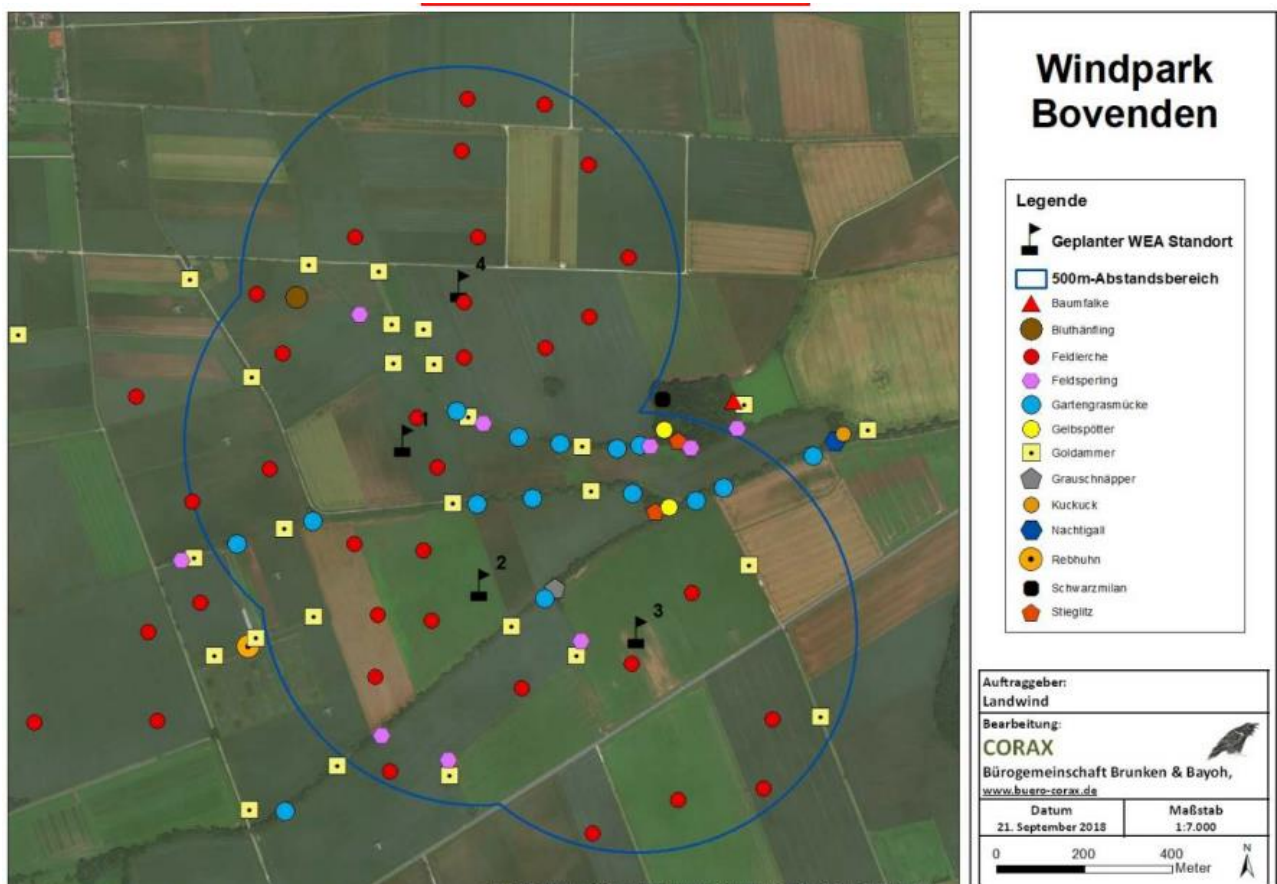 Windpark
Bovenden
Legende
Geplanter WEA Standort
500m-Abstandsbereich
Baumfalke
Bluthänfling
Feldlerche
Feldsperling
Gartengrasmücke
Gelbspötter
Goldammer
Grauschnäpper
Kuckuck
Nachtigall
Rebhuhn
Schwarzmilan
Stieglitz
4
1
2
3
Auftraggeber:
Landwind
Bearbeitung:
CORAX
Bürogemeinschaft Brunken & Bayoh,
www.buero-corax.de
Datum
21. September 2018
Maßstab
1:7.000
0 200 400
Meter
N